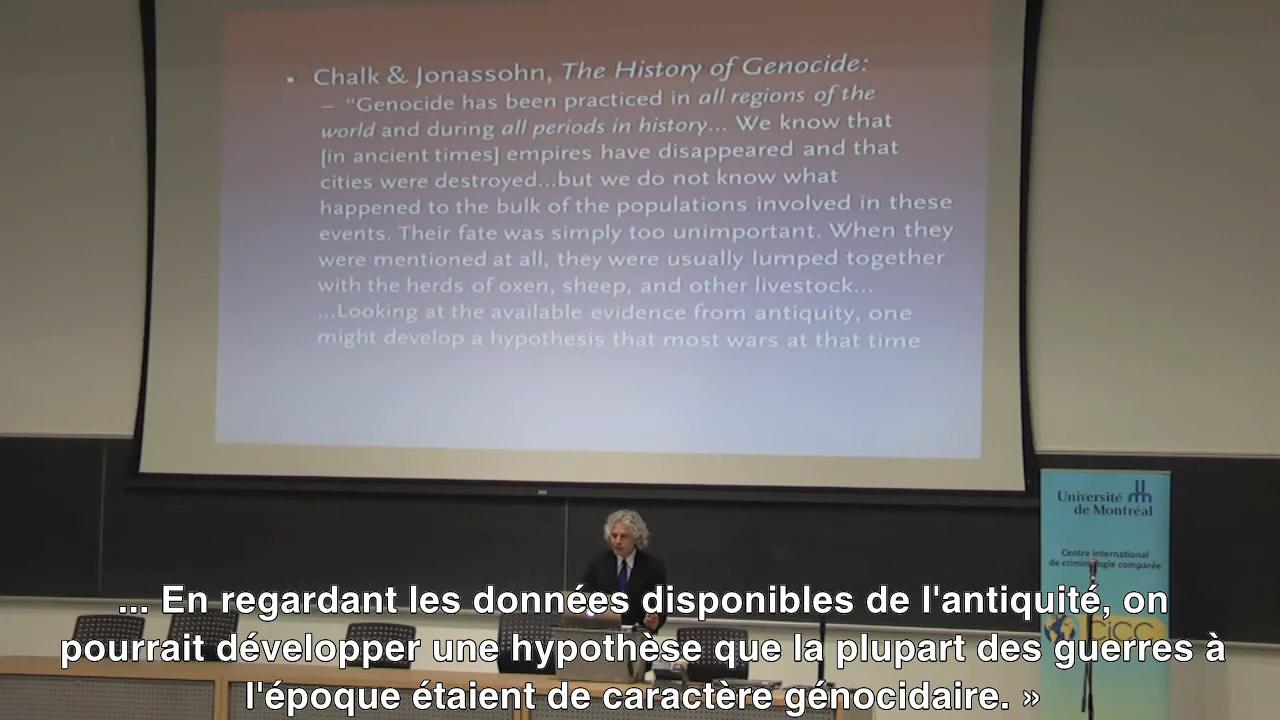 • Chalk & Jonassohn, The History of Genocide:
– "Genocide has been practiced in all regions of the
world and during all periods in history... We know that
[in ancient times] empires have disappeared and that
cities were destroyed...but we do not know what
happened to the bulk of the populations involved in these
events. Their fate was simply too unimportant. When they
were mentioned at all, they were usually lumped together
with the herds of oxen, sheep, and other livestock...
...Looking at the available evidence from antiquity, one
might develop a hypothesis that most wars at that time
Université
de Montréal
Centre international
de criminologie comparée
CICC
... En regardant les données disponibles de l'antiquité, on
pourrait développer une hypothèse que la plupart des guerres à
l'époque étaient de caractère génocidaire. »